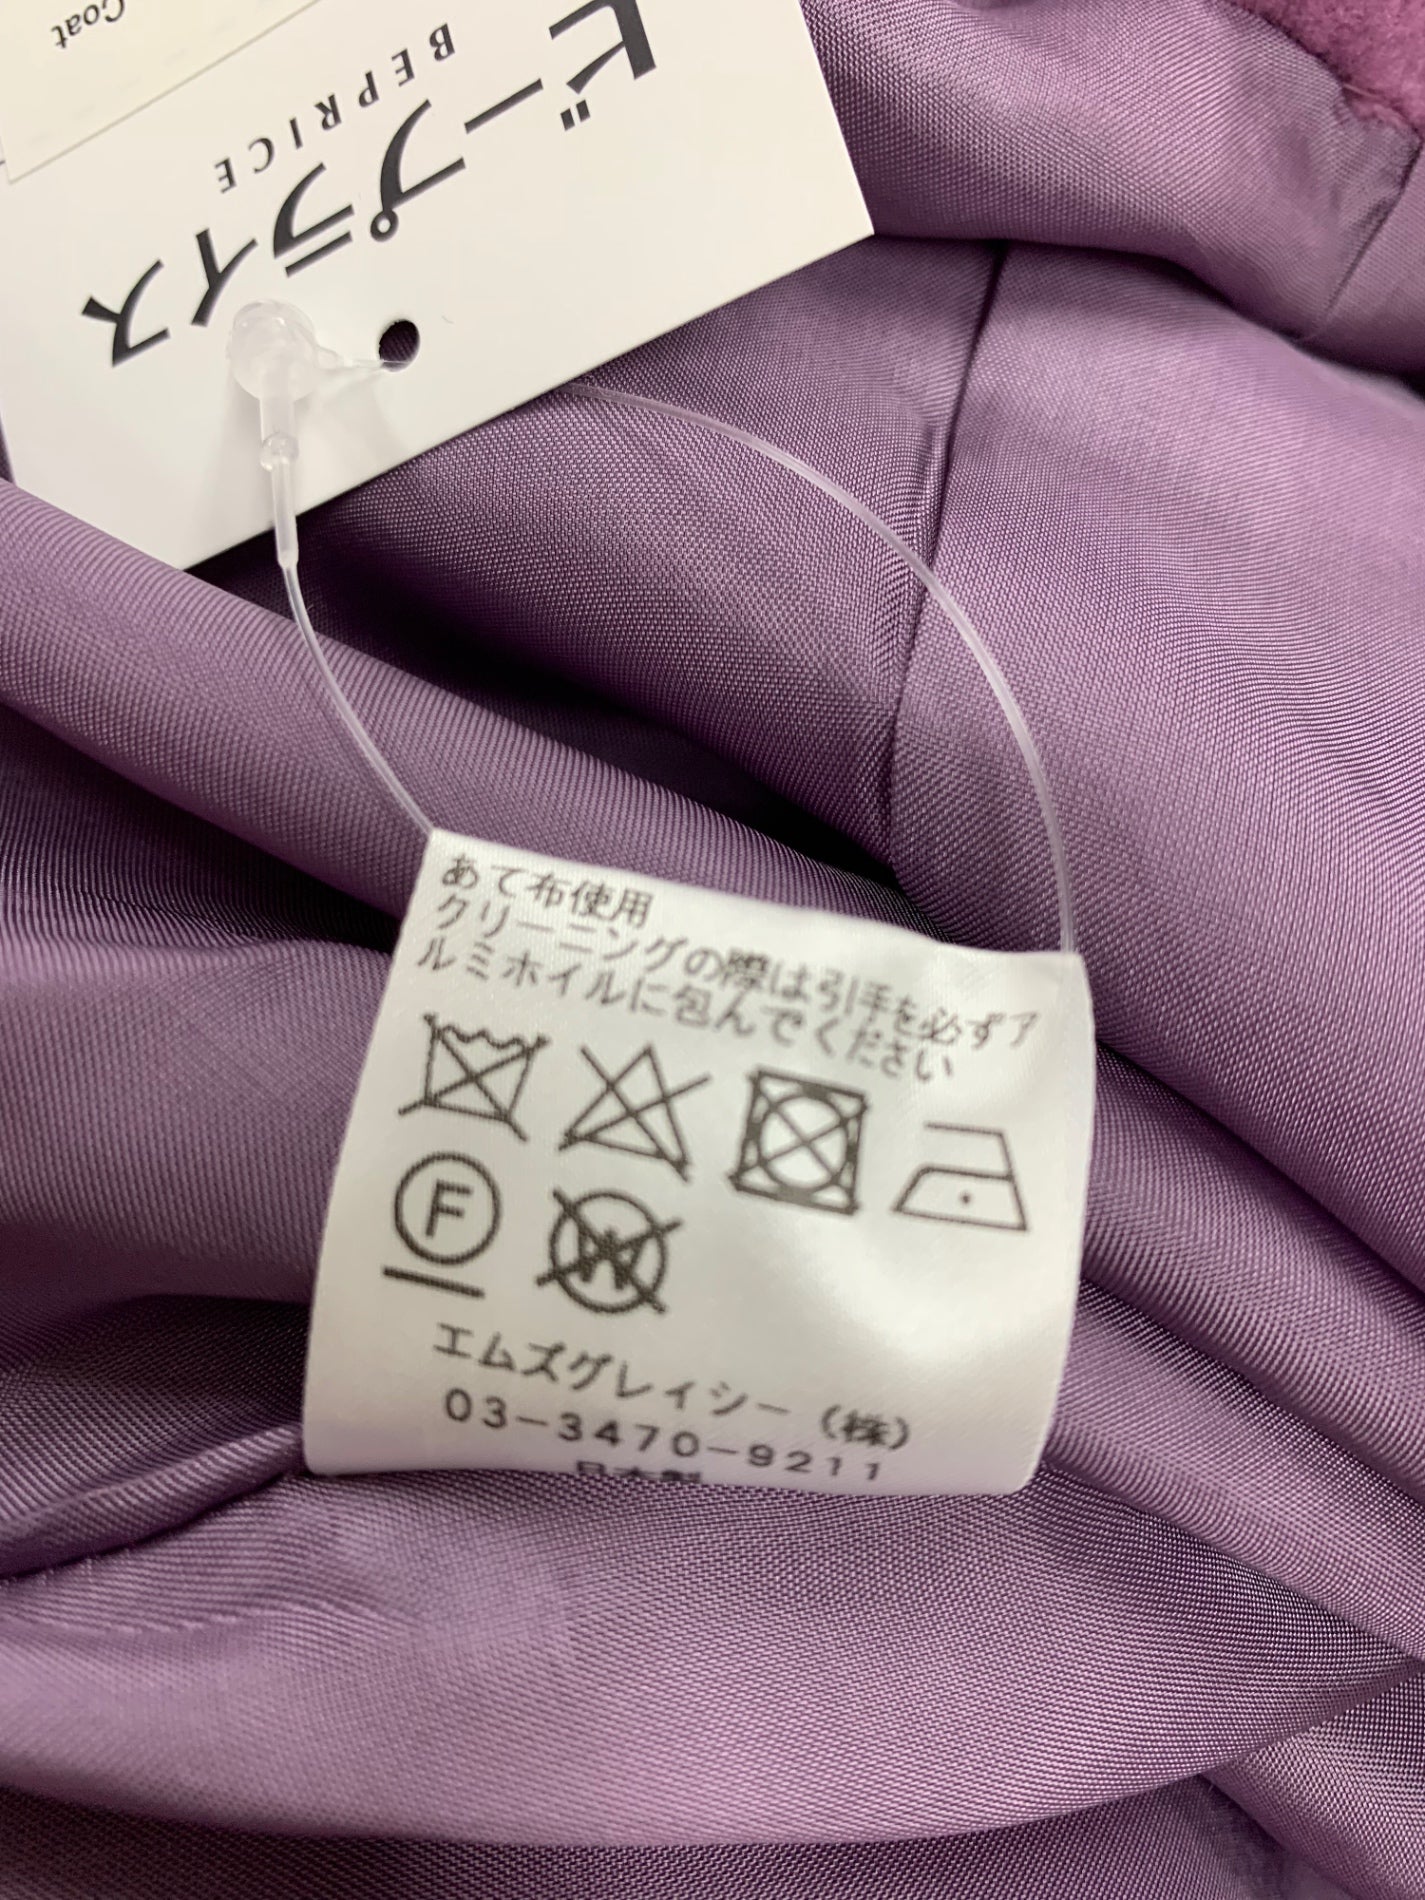 Coat
ビープライス
BEPRICE
あて布使用
クリーニングの際は引手を必ずア
ルミホイルに包んでください
F
W
エムズグレイシー(株)
03-3470-9211
日本製